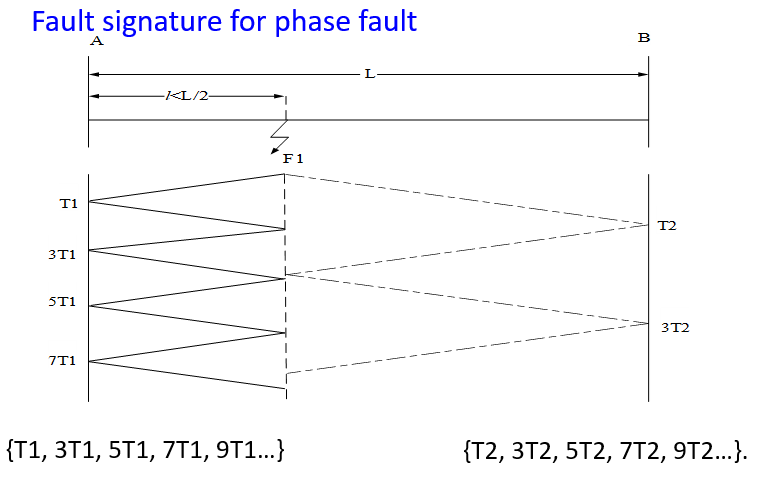 Fault signature for phase fault
A
B
L
l<L/2
F1
T1
T2
3T1
5T1
3T2
7T1
{T1, 3T1, 5T1, 7T1, 9T1...}
{T2, 3T2, 5T2, 7T2, 9T2...}.